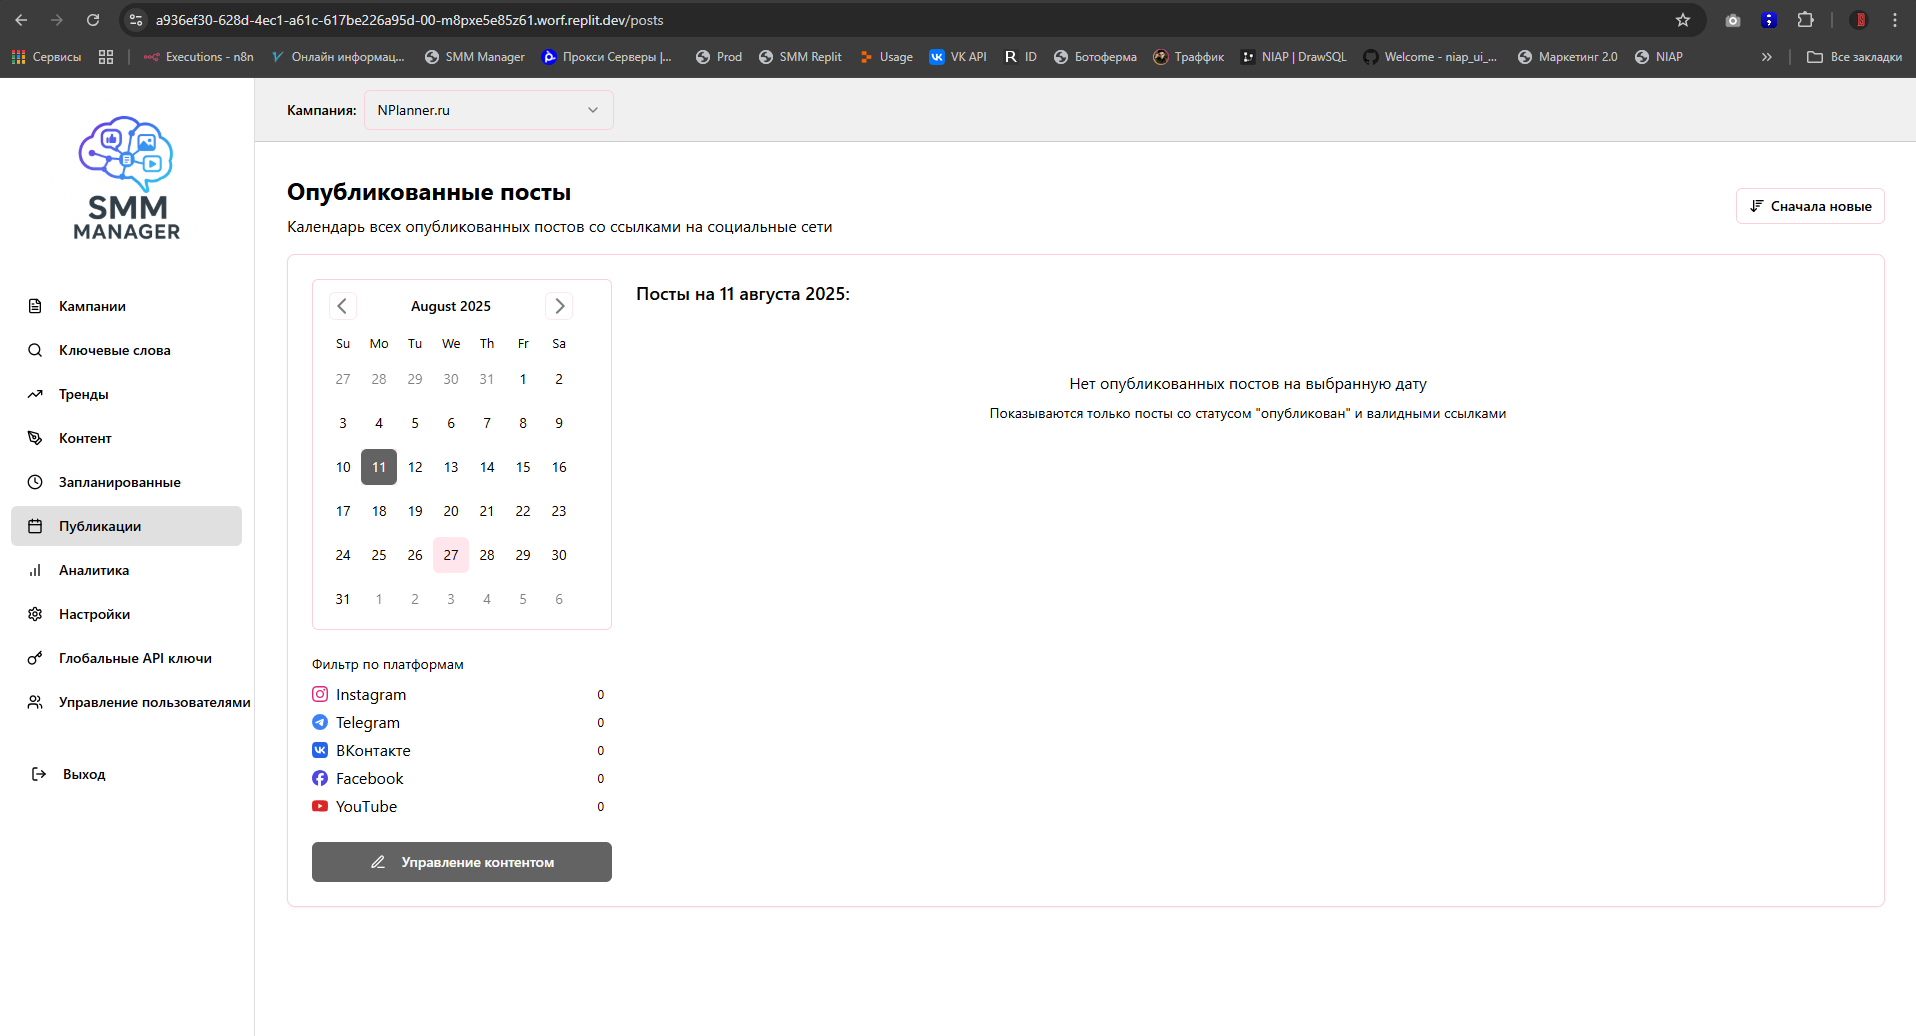 a936ef30-628d-4ec1-a61c-617be226a95d-00-m8pxe5e85z61.worf.replit.dev/posts
Сервисы Executions - n8n Онлайн информац... SMM Manager Прокси Серверы |... Prod SMM Replit Usage VK API ID Ботоферма Траффик NIAP | DrawSQL Welcome - niap_ui_... Маркетинг 2.0 NIAP » Все закладки
SMM
MANAGER
Кампании
Ключевые слова
Тренды
Контент
Запланированные
Публикации
Аналитика
Настройки
Глобальные API ключи
Управление пользователями
Выход
Кампания: NPlanner.ru
Опубликованные посты
Календарь всех опубликованных постов со ссылками на социальные сети
Сначала новые
August 2025
Su Mo Tu We Th Fr Sa
27 28 29 30 31 1 2
3 4 5 6 7 8 9
10 11 12 13 14 15 16
17 18 19 20 21 22 23
24 25 26 27 28 29 30
31 1 2 3 4 5 6
Фильтр по платформам
Instagram 0
Telegram 0
ВКонтакте 0
Facebook 0
YouTube 0
Управление контентом
Посты на 11 августа 2025:
Нет опубликованных постов на выбранную дату
Показываются только посты со статусом "опубликован" и валидными ссылками